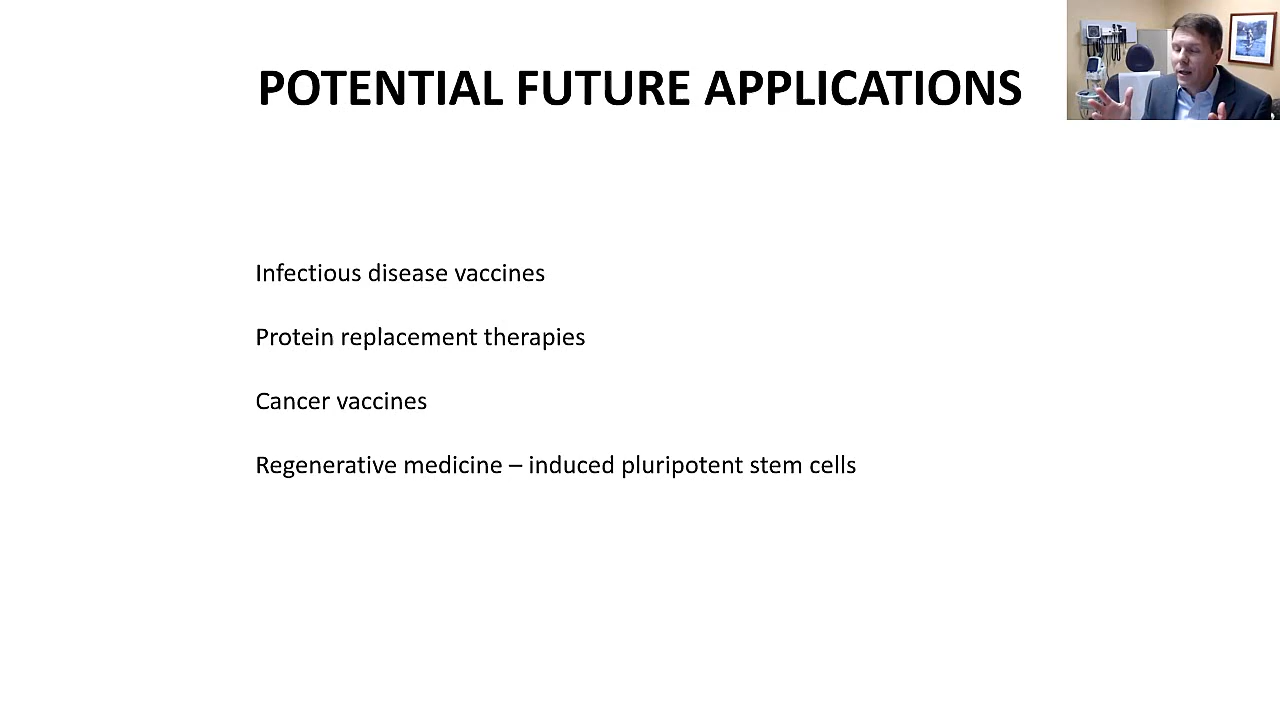 POTENTIAL FUTURE APPLICATIONS
Infectious disease vaccines
Protein replacement therapies
Cancer vaccines
Regenerative medicine – induced pluripotent stem cells